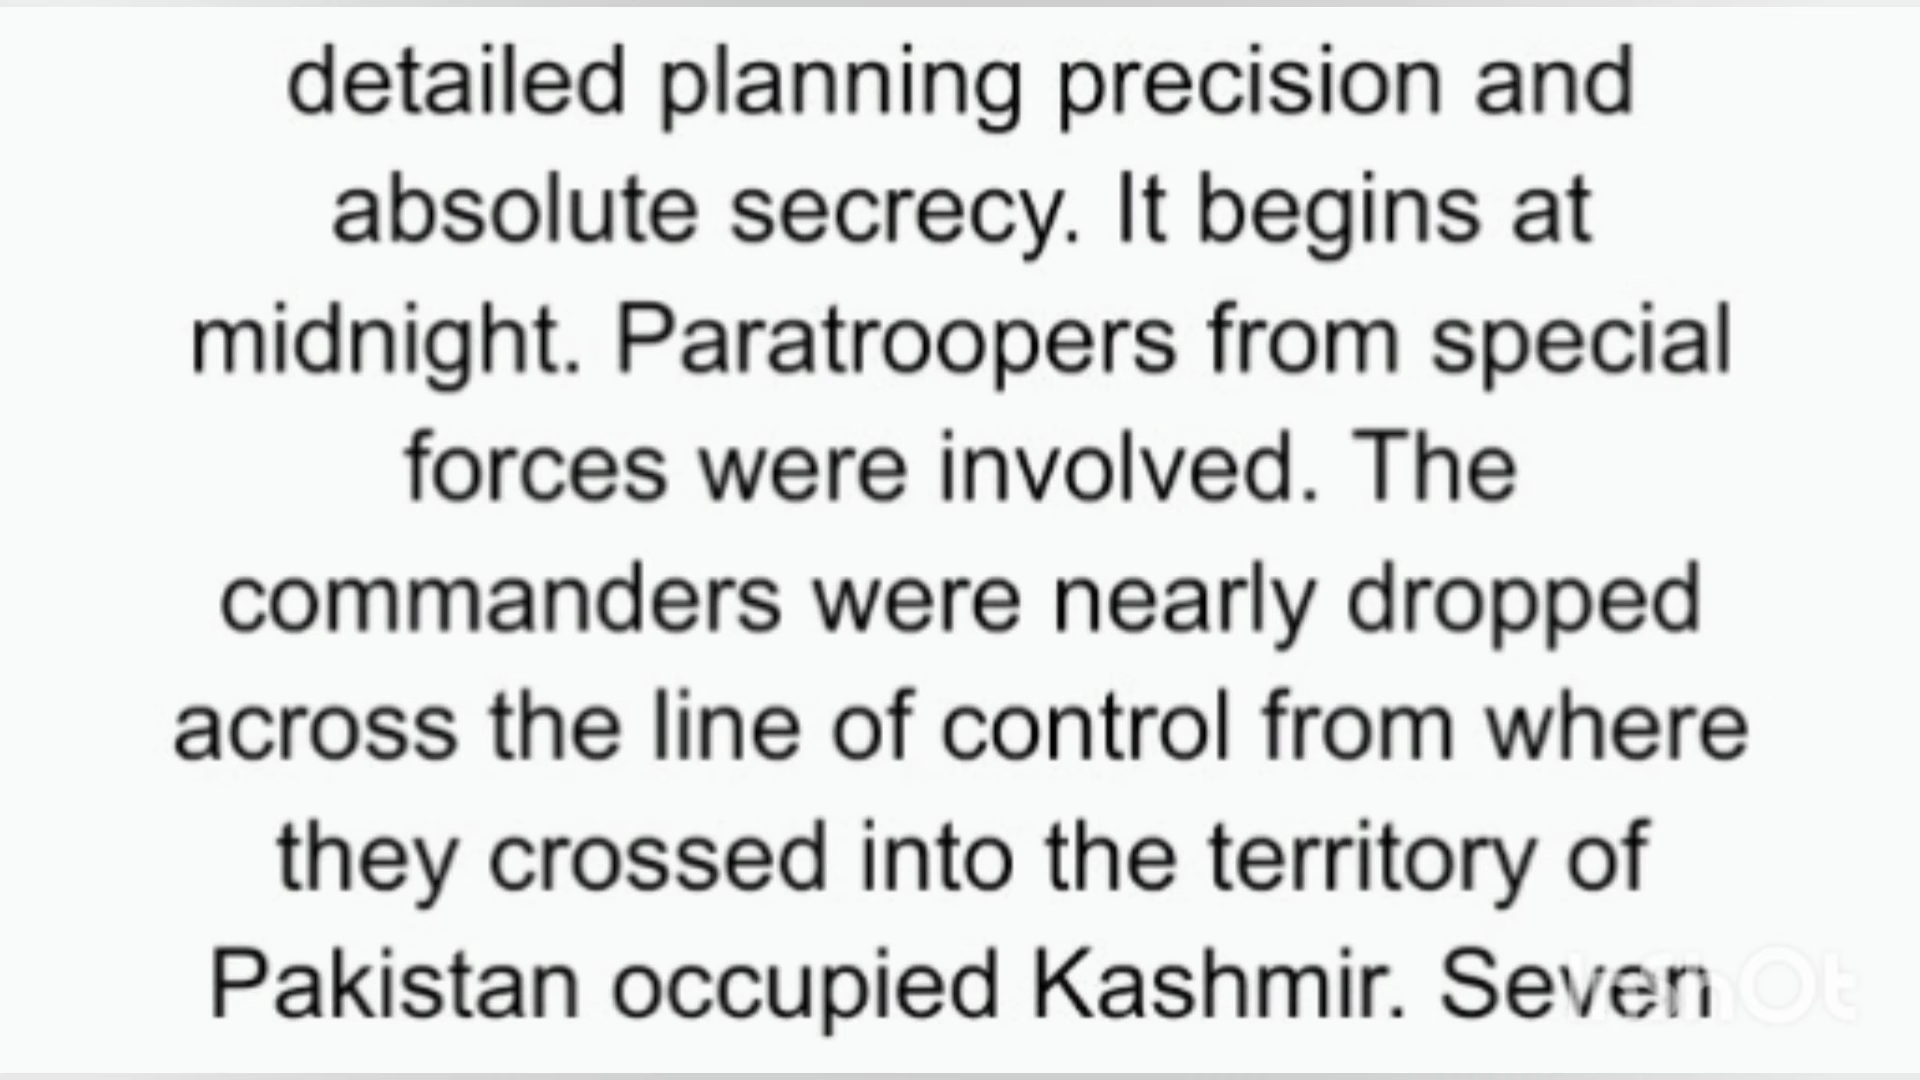 detailed planning precision and
absolute secrecy. It begins at
midnight. Paratroopers from special
forces were involved. The
commanders were nearly dropped
across the line of control from where
they crossed into the territory of
Pakistan occupied Kashmir. Seven
InShOt